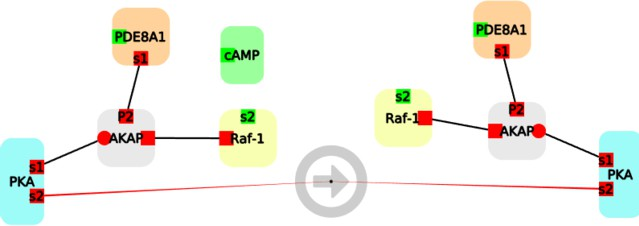 PDE8A1
s1
cAMP
P2
AKAP
s2
Raf-1
s1
PKA
s2
PDE8A1
s1
s2
Raf-1
P2
AKAP
s1
PKA
s2